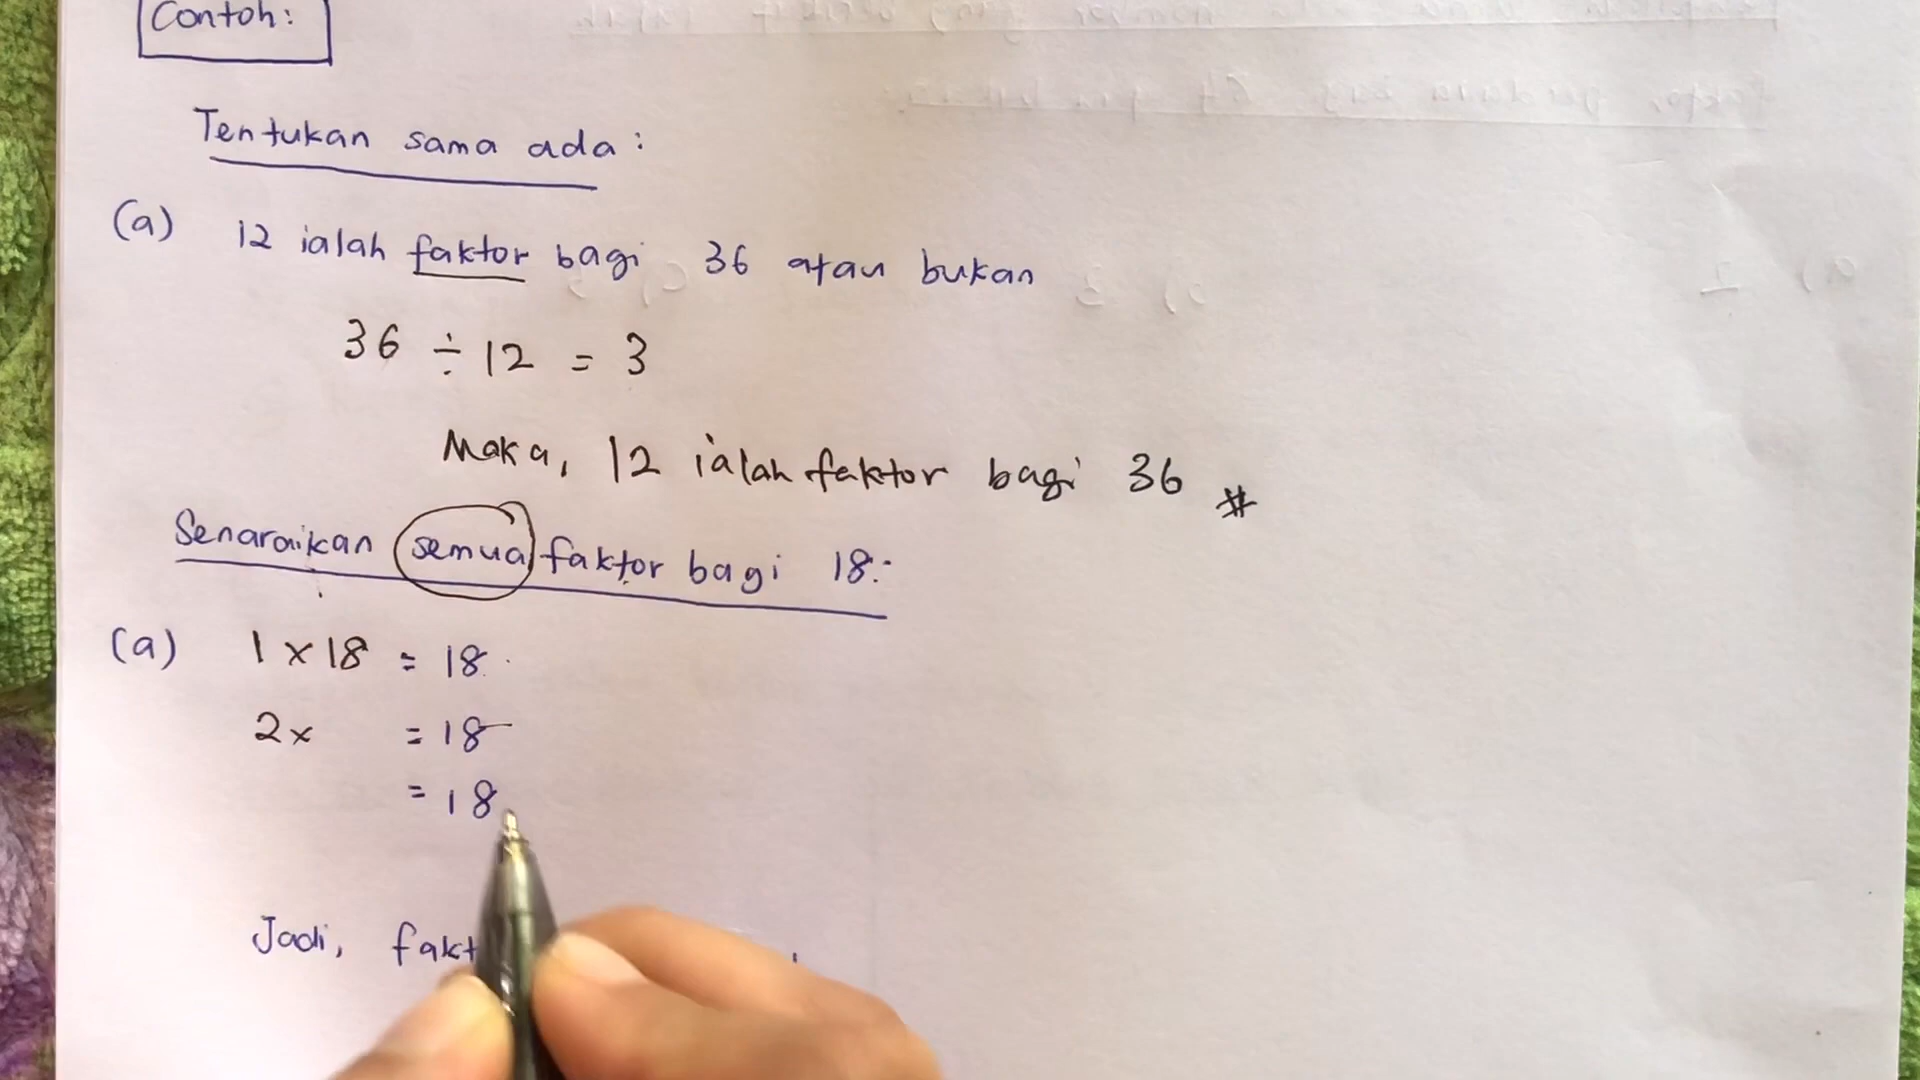 Contoh:
Tentukan sama ada:
(a) 12 ialah faktor bagi 36 atau bukan
36 ÷ 12 = 3
Maka, 12 ialah faktor bagi 36 #
Senaraikan semua faktor bagi 18:
(a) 1 x 18 = 18
2x = 18
= 18
Jadi,